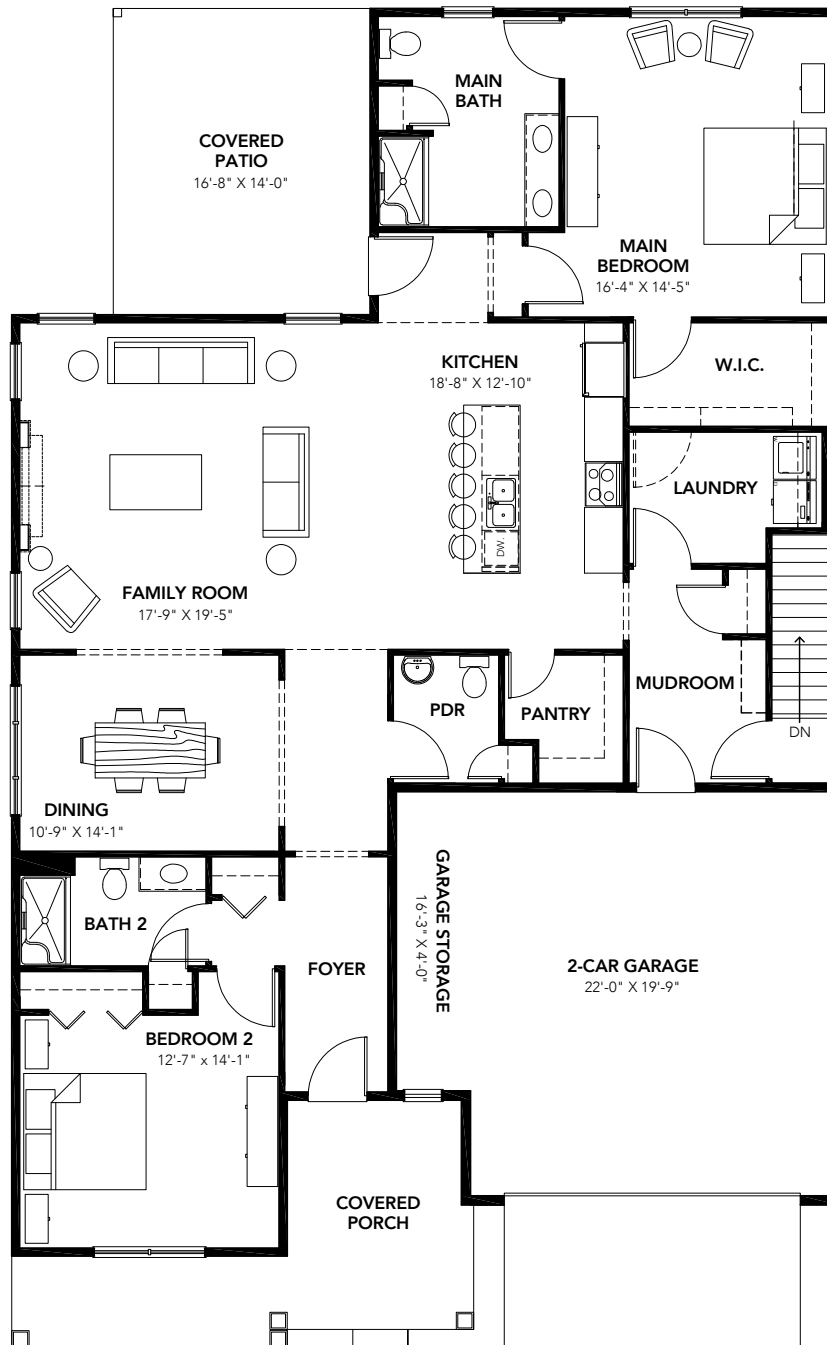 MAIN
BATH
COVERED
PATIO
16'-8" X 14'-0"
MAIN
BEDROOM
16'-4" X 14'-5"
KITCHEN
18'-8" X 12'-10"
W.I.C.
LAUNDRY
DW.
FAMILY ROOM
17'-9" X 19'-5"
MUDROOM
PDR
PANTRY
DN
DINING
10'-9" X 14'-1"
GARAGE STORAGE
16'-3" X 4'-0"
BATH 2
FOYER
2-CAR GARAGE
22'-0" X 19'-9"
BEDROOM 2
12'-7" x 14'-1"
COVERED
PORCH